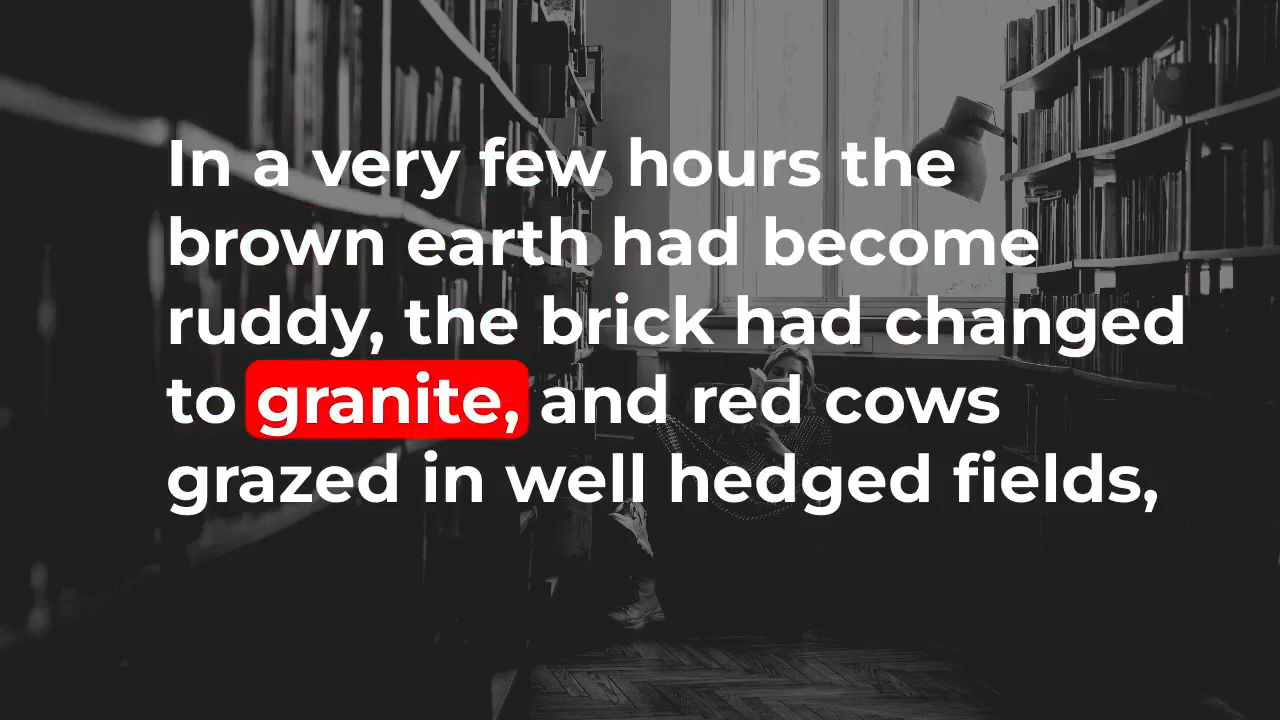 In a very few hours the
brown earth had become
ruddy, the brick had changed
to granite, and red cows
grazed in well hedged fields,